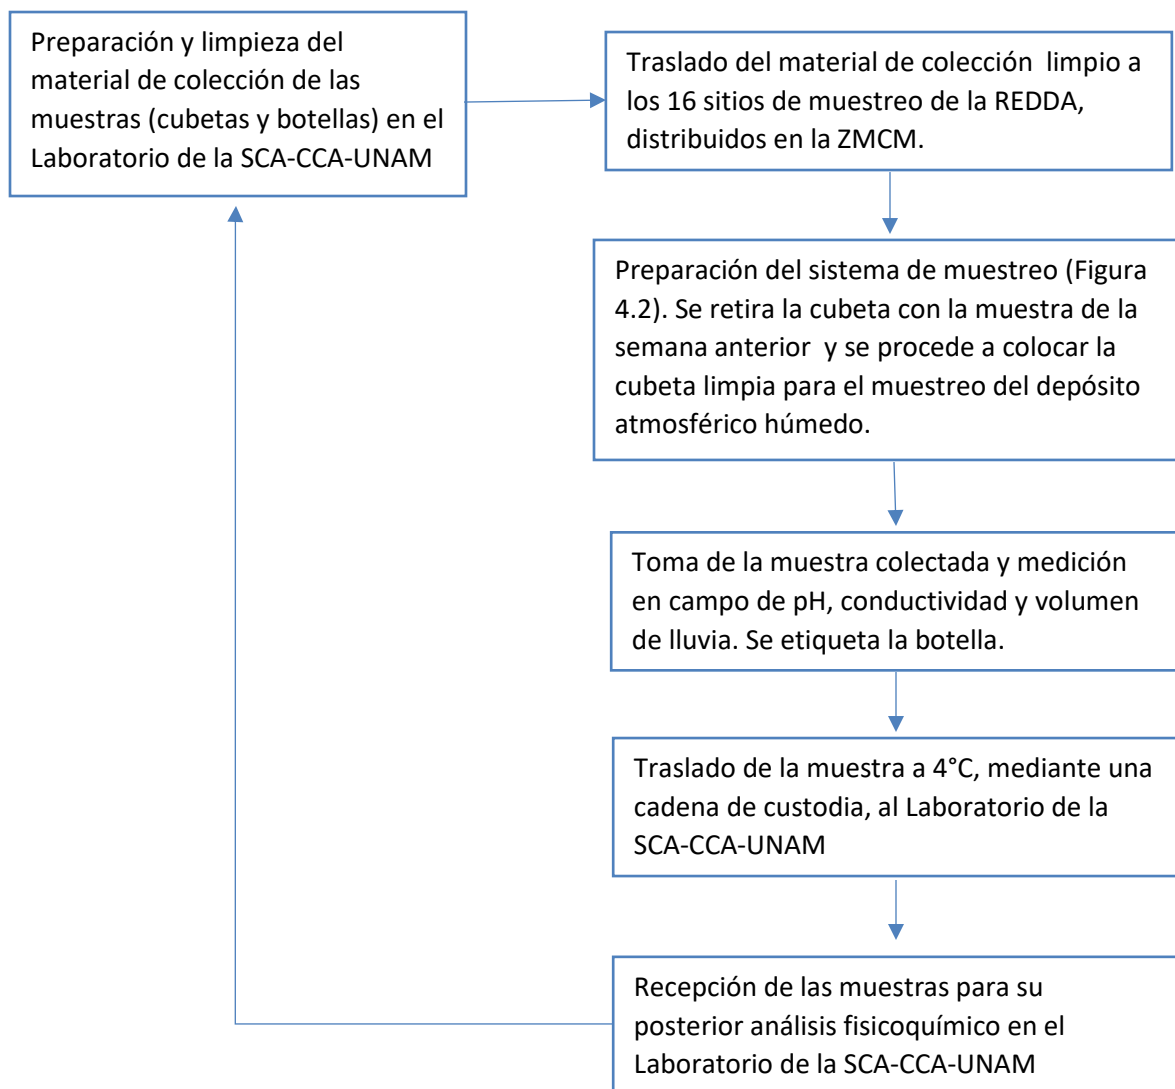 Preparación y limpieza del
material de colección de las
muestras (cubetas y botellas) en el
Laboratorio de la SCA-CCA-UNAM
Traslado del material de colección  limpio a
los 16 sitios de muestreo de la REDDA,
distribuidos en la ZMCM.
Preparación del sistema de muestreo (Figura
4.2). Se retira la cubeta con la muestra de la
semana anterior  y se procede a colocar la
cubeta limpia para el muestreo del depósito
atmosférico húmedo.
Toma de la muestra colectada y medición
en campo de pH, conductividad y volumen
de lluvia. Se etiqueta la botella.
Traslado de la muestra a 4°C, mediante una
cadena de custodia, al Laboratorio de la
SCA-CCA-UNAM
Recepción de las muestras para su
posterior análisis fisicoquímico en el
Laboratorio de la SCA-CCA-UNAM